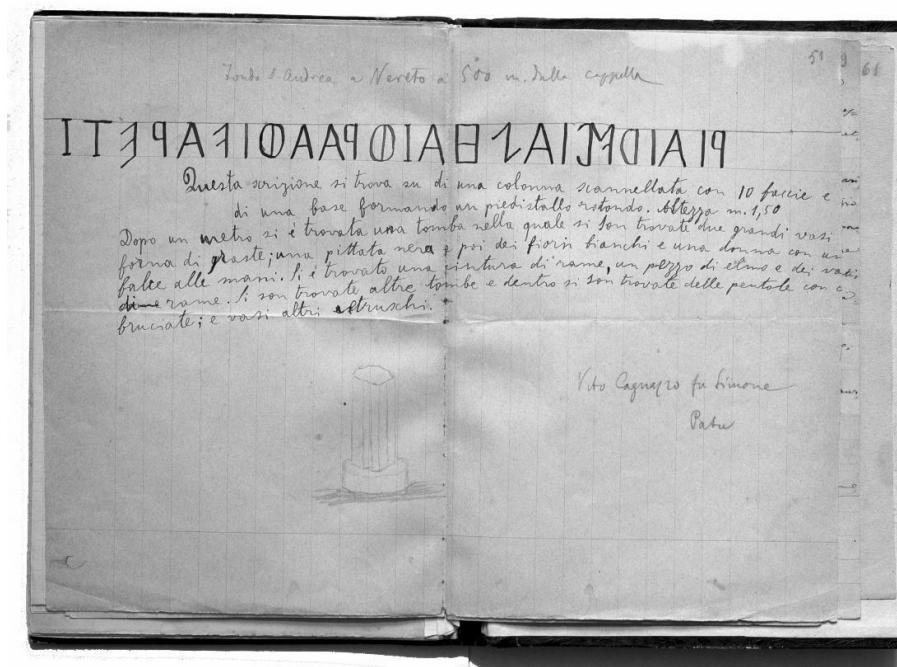 fondo S. Andrea a Vereto a 500 m. dalla cappella
51
61
Questa scrizione si trova su di una colonna scannellata con 10 faccie e
di una base formando un piedistallo rotondo. Altezza m. 1,50
Dopo un metro si è trovata una tomba nella quale si son trovate due grandi vasi
forma di graste; una pittata nera e poi dei fiorsi bianchi e una donna con una
falce alle mani. Si è trovato una cintura di rame, un pezzo di elmo e dei vasi
di rame. Si son trovate altre tombe e dentro si son trovate delle pentole con
bruciate; e vasi altri etruschi.
Vito Cagnazzo fu Simone
Patu